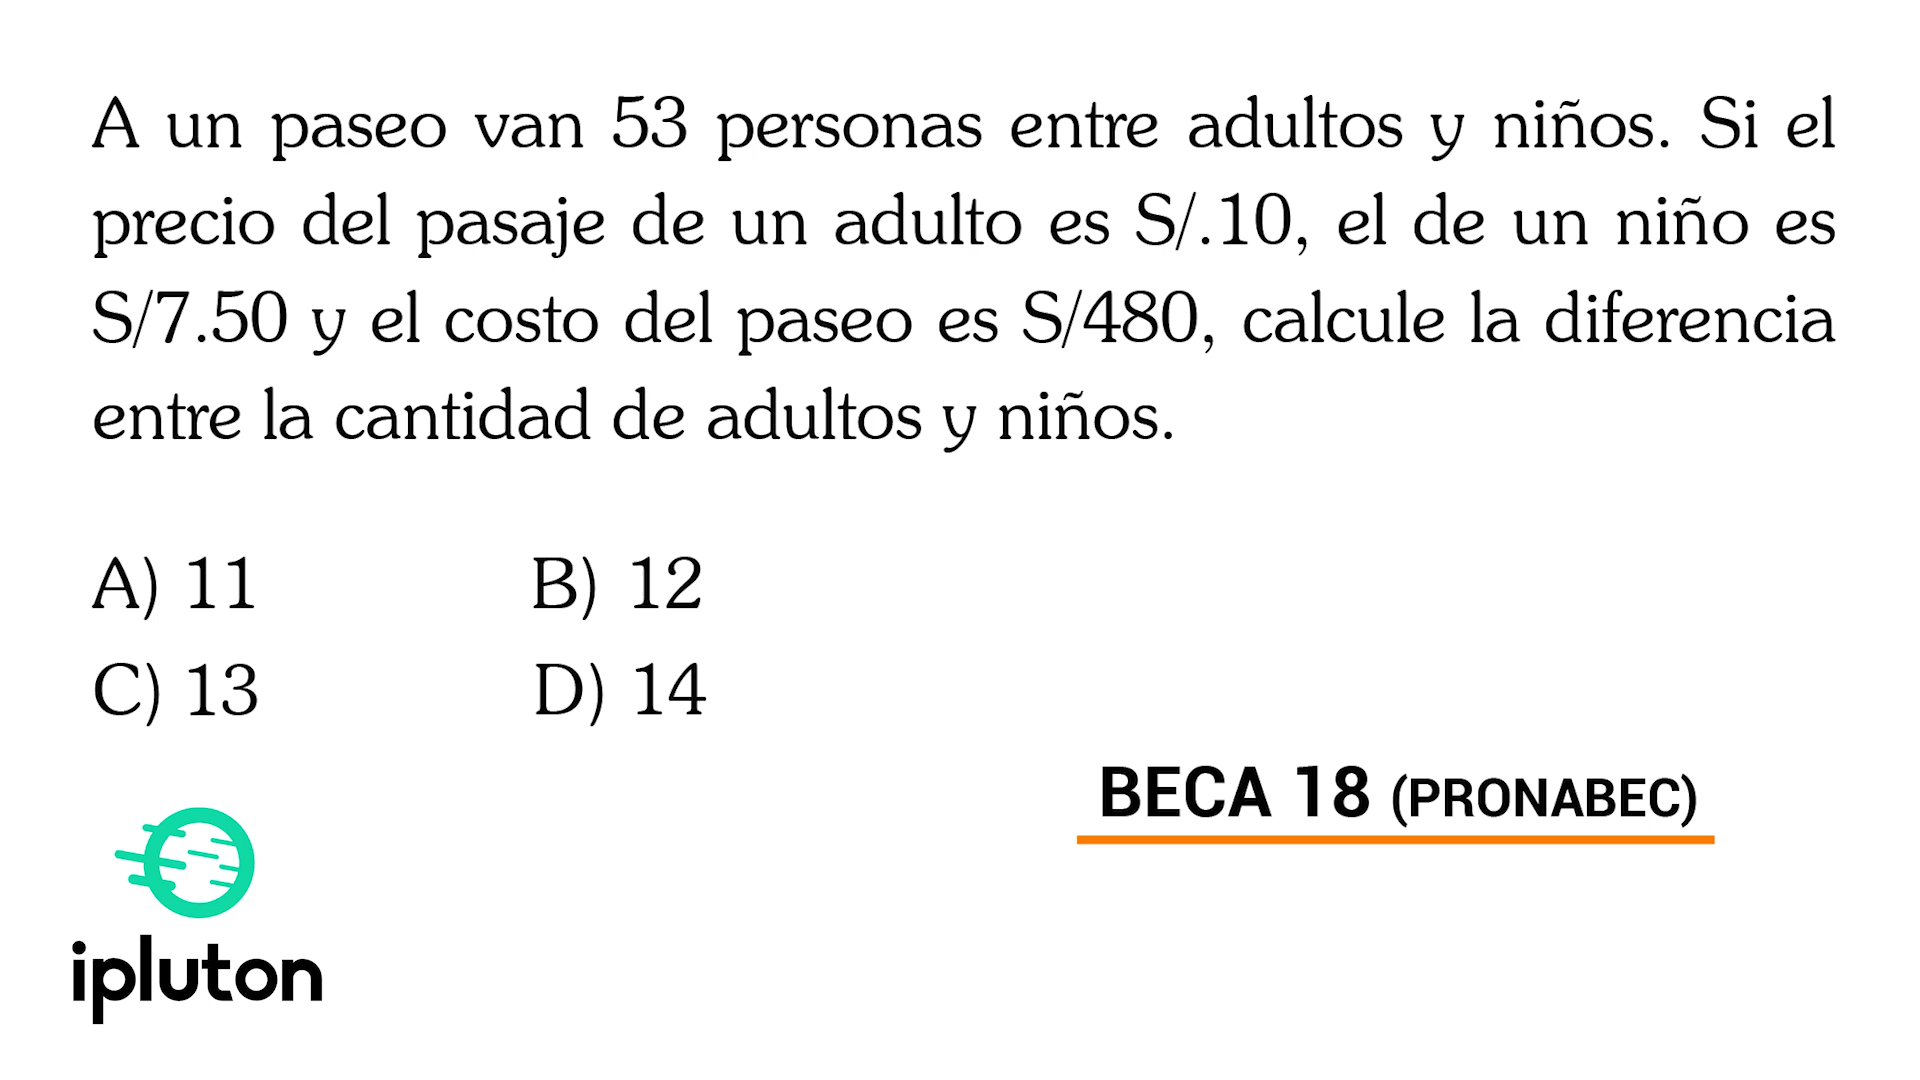 A un paseo van 53 personas entre adultos y niños. Si el
precio del pasaje de un adulto es S/.10, el de un niño es
S/7.50 y el costo del paseo es S/480, calcule la diferencia
entre la cantidad de adultos y niños.
A) 11 B) 12
C) 13 D) 14
BECA 18 (PRONABEC)
ipluton